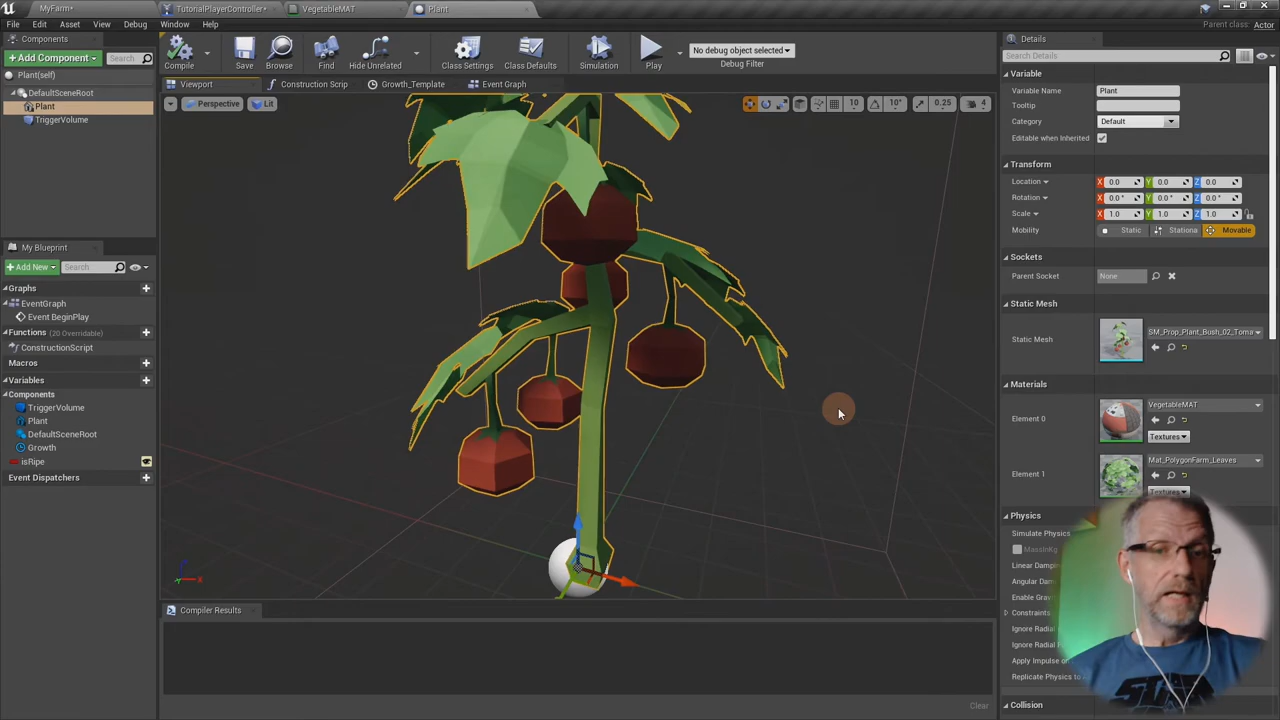 MyFarm*
TutorialPlayerController*
VegetableMAT
Plant
File
Edit
Asset
View
Debug
Window
Help
Parent class: Actor
Components
+ Add Component
Search
Plant(self)
DefaultSceneRoot
Plant
TriggerVolume
Compile
Save
Browse
Find
Hide Unrelated
Class Settings
Class Defaults
Simulation
Play
No debug object selected
Debug Filter
Viewport
Construction Script
Growth_Template
Event Graph
Perspective
Lit
10
10°
0.25
4
My Blueprint
+ Add New
Search
Graphs
EventGraph
Event BeginPlay
Functions (20 Overridable)
ConstructionScript
Macros
Variables
Components
TriggerVolume
Plant
DefaultSceneRoot
Growth
isRipe
Event Dispatchers
Compiler Results
Clear
Details
Search Details
Variable
Variable Name
Plant
Tooltip
Category
Default
Editable when Inherited
Transform
Location
X 0.0 Y 0.0 Z 0.0
Rotation
X 0.0 ° Y 0.0 ° Z 0.0 °
Scale
X 1.0 Y 1.0 Z 1.0
Mobility
Static
Stationa
Movable
Sockets
Parent Socket
None
Static Mesh
Static Mesh
SM_Prop_Plant_Bush_02_Toma
Materials
Element 0
VegetableMAT
Textures
Element 1
Mat_PolygonFarm_Leaves
Textures
Physics
Simulate Physics
MassInKg
Linear Damping
Angular Dam
Enable Grav
Constraints
Ignore Radial
Ignore Radial
Apply Impulse on
Replicate Physics to A
Collision